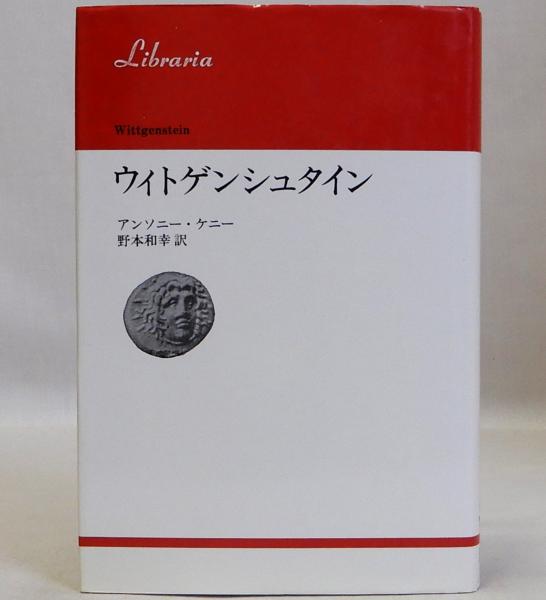 Libraria
Wittgenstein
ウィトゲンシュタイン
アンソニー・ケニー
野本和幸訳